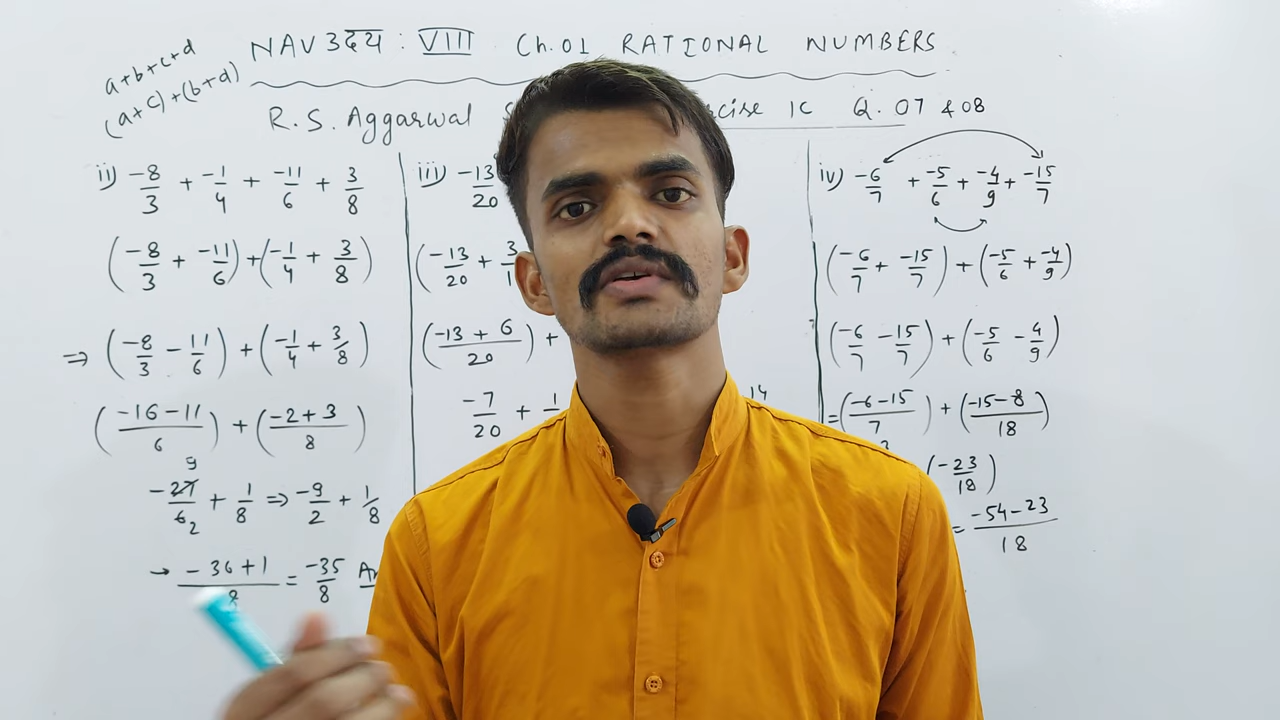 NAVउदय : VIII Ch.01 RATIONAL NUMBERS
a+b+c+d
(a+c)+(b+d)
R.S. Aggarwal 1C Q. 07 & 08
ii) -8/3 + -1/4 + -11/6 + 3/8
(-8/3 + -11/6) + (-1/4 + 3/8)
⇒ (-8/3 - 11/6) + (-1/4 + 3/8)
(-16-11/6) + (-2+3/8)
9
-27/6 2 + 1/8 ⇒ -9/2 + 1/8
→ -36+1/8 = -35/8
iii) -13/20
(-13/20 +
(-13+6/20) +
-7/20 +
14
iv) -6/7 + -5/6 + -4/9 + -15/7
(-6/7 + -15/7) + (-5/6 + -4/9)
(-6/7 - 15/7) + (-5/6 - 4/9)
= (-6-15/7) + (-15-8/18)
(-23/18)
= -54-23/18